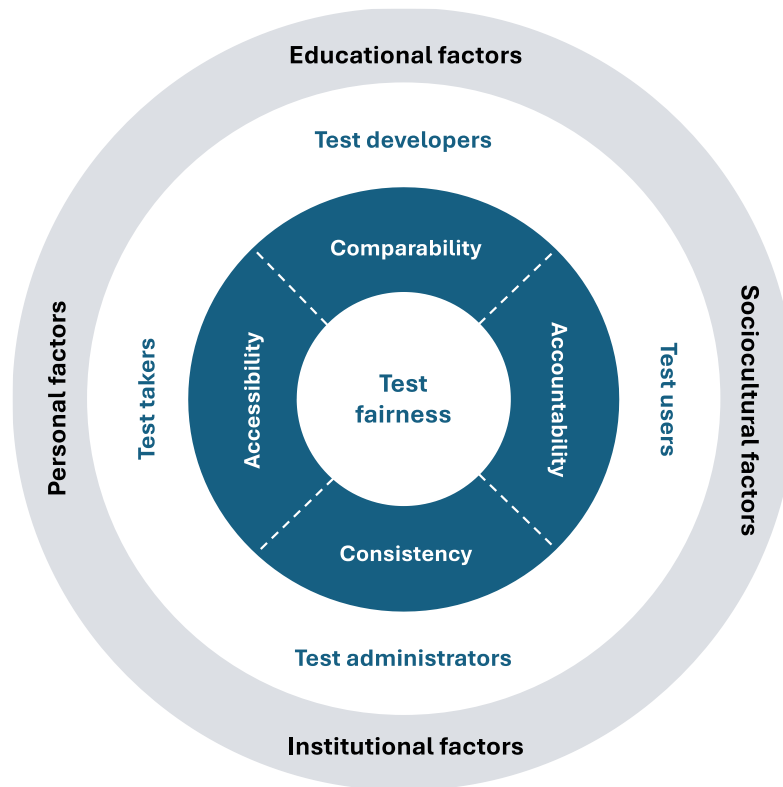 Educational factors
Test developers
Comparability
Personal factors
Test takers
Accessibility
Test
fairness
Accountability
Test users
Sociocultural factors
Consistency
Test administrators
Institutional factors